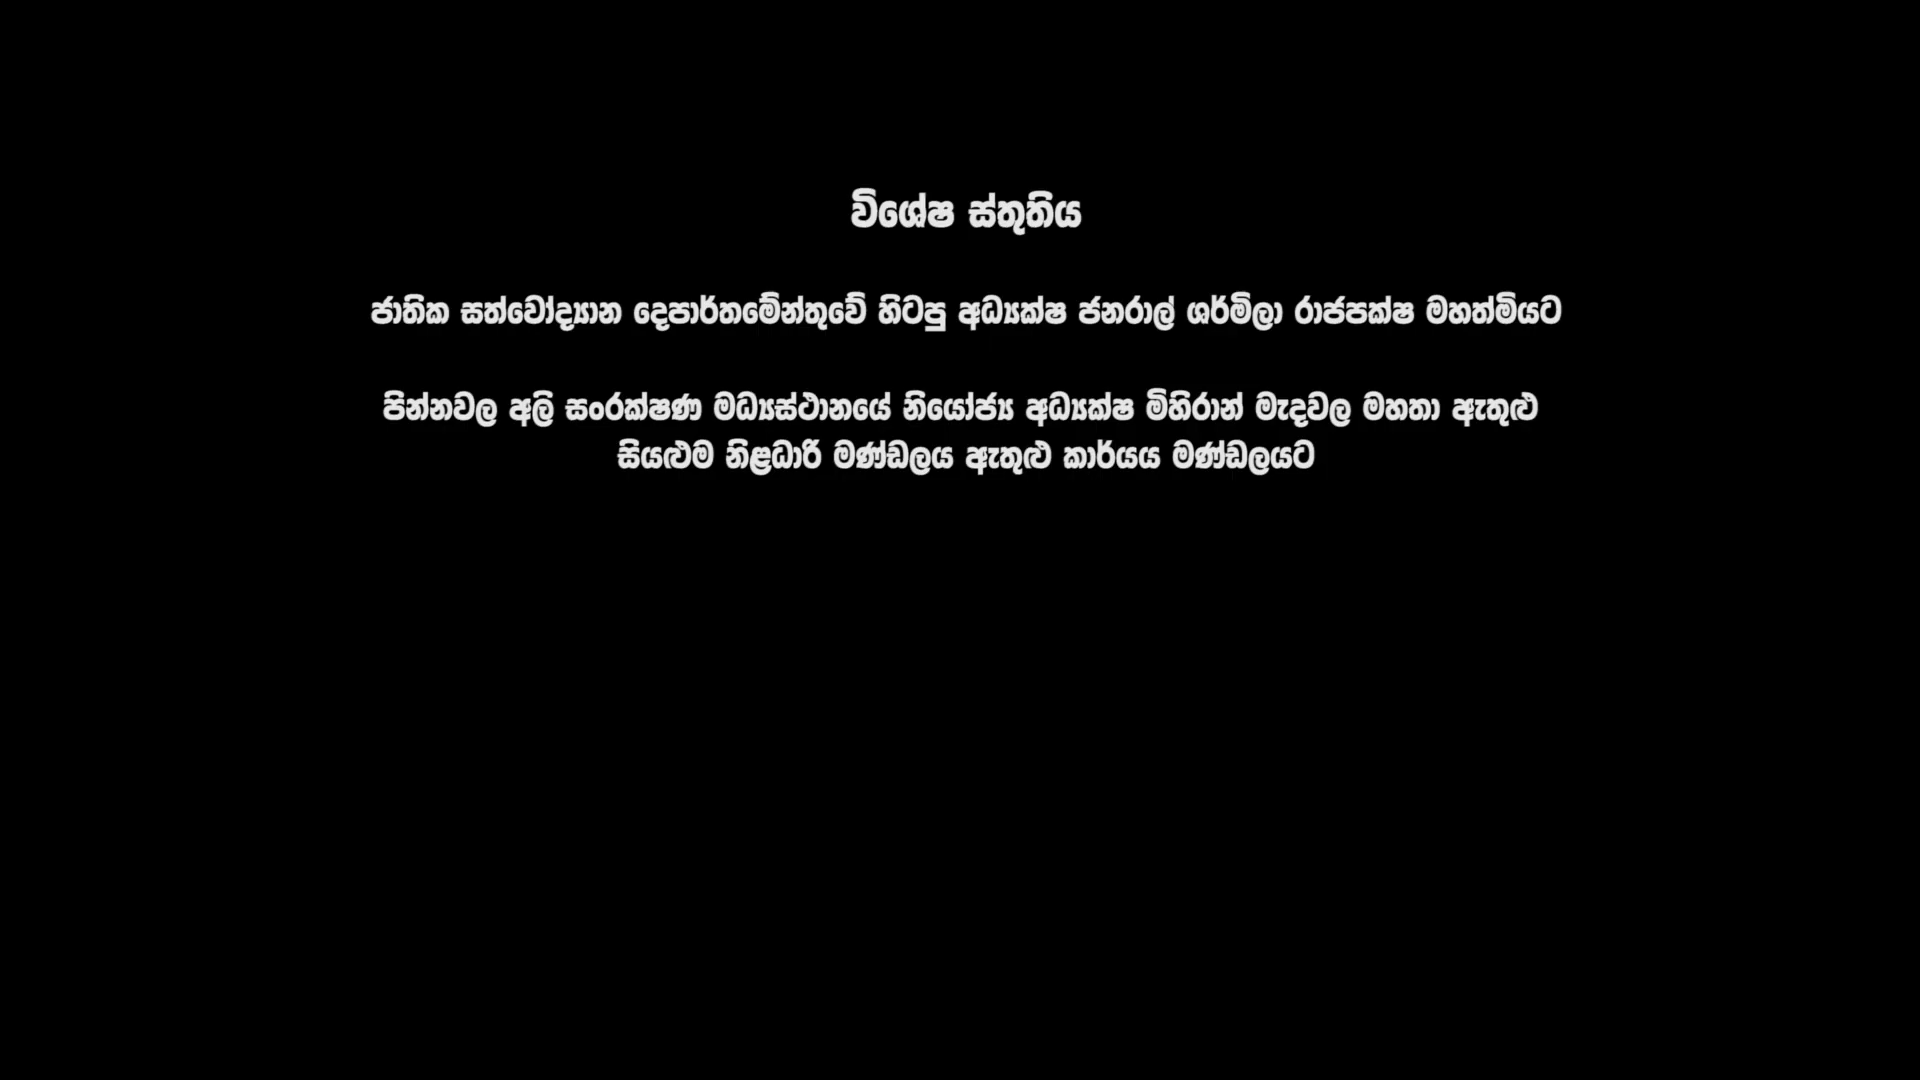 විශේෂ ස්තුතිය
ජාතික සත්වෝද්‍යාන දෙපාර්තමේන්තුවේ හිටපු අධ්‍යක්ෂ ජනරාල් ශර්මිලා රාජපක්ෂ මහත්මියට
පින්නවල අලි සංරක්ෂණ මධ්‍යස්ථානයේ නියෝජ්‍ය අධ්‍යක්ෂ මිහිරාන් මැදවල මහතා ඇතුළු
සියළුම නිළධාරී මණ්ඩලය ඇතුළු කාර්යය මණ්ඩලයට